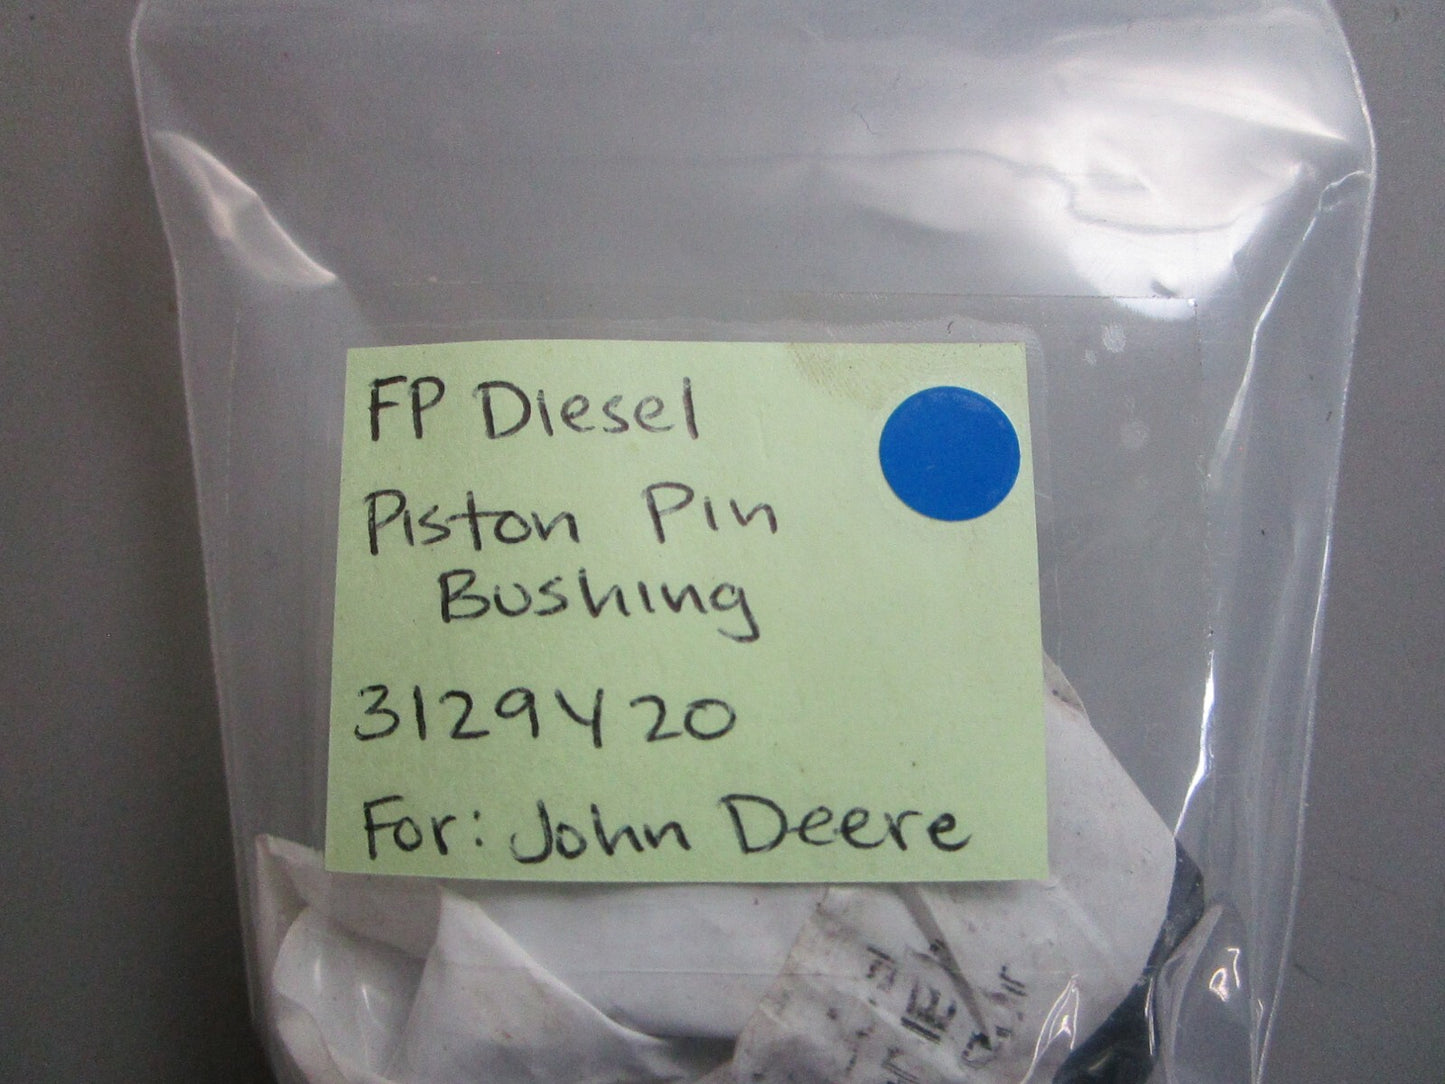 FP Diesel
Piston Pin
Bushing
3129Y20
For: John Deere